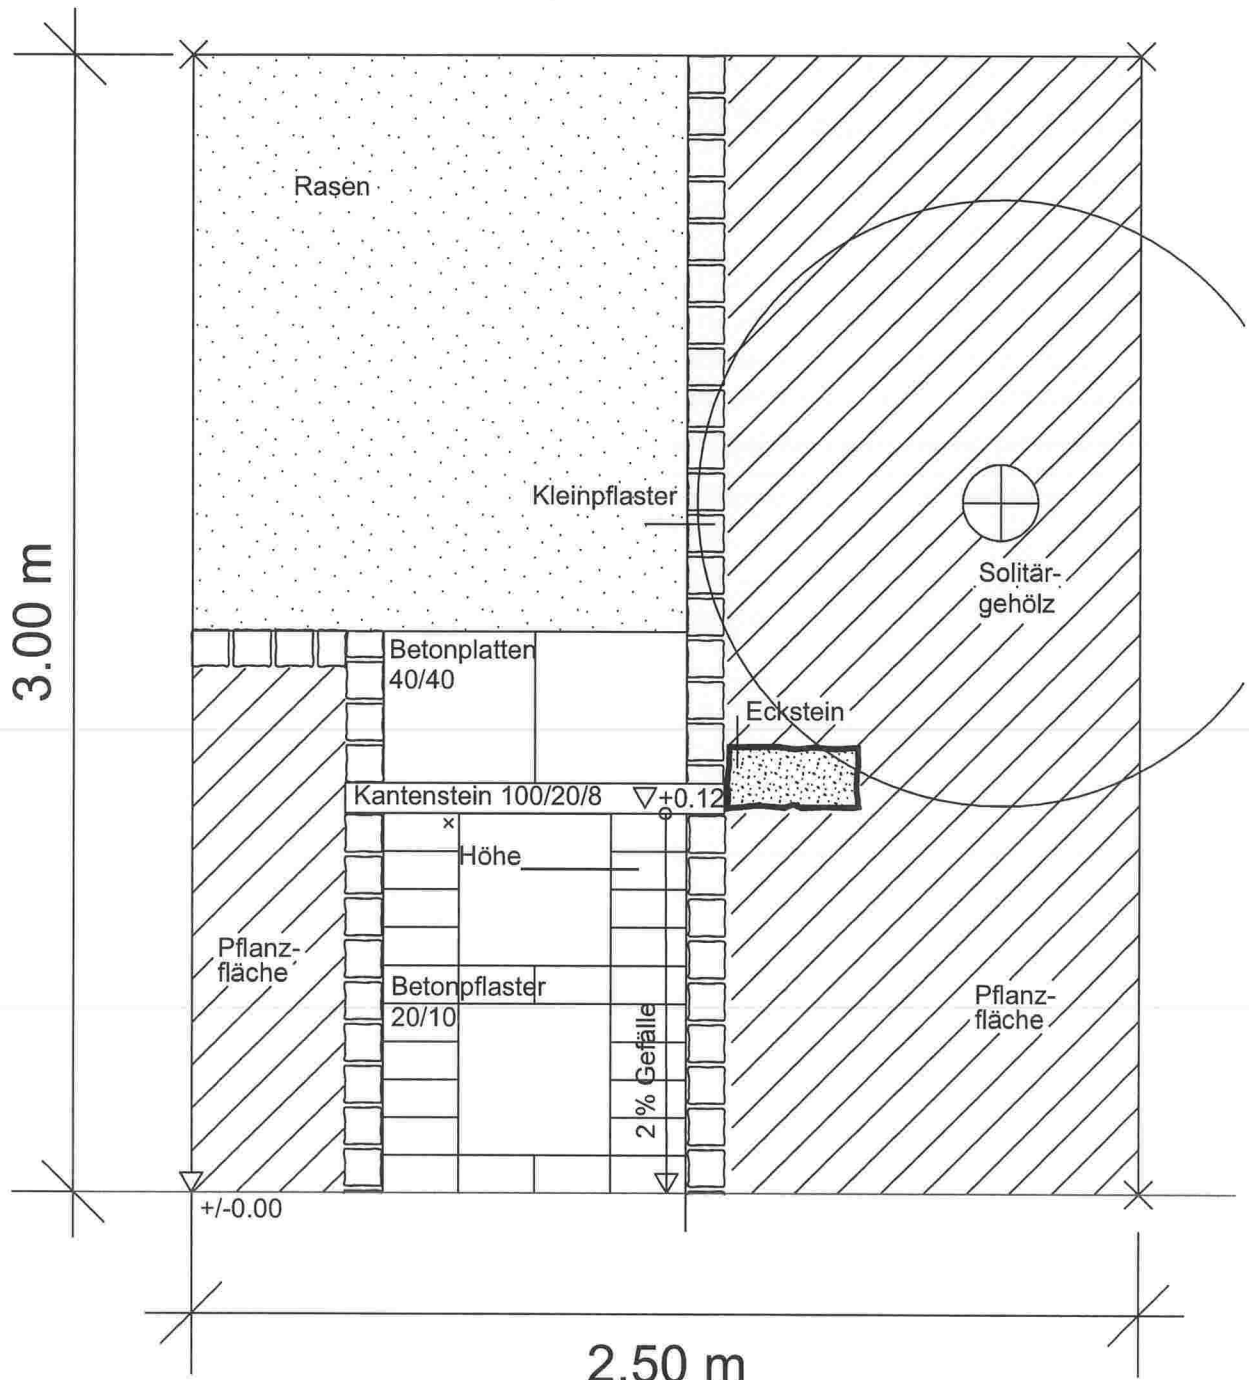 Rasen
Kleinpflaster
3.00 m
Solitär-
gehölz
Betonplatten
40/40
Eckstein
Kantenstein 100/20/8
+0.12
Höhe
Pflanz-
fläche
Betonpflaster
20/10
2 % Gefälle
Pflanz-
fläche
+/-0.00
2.50 m